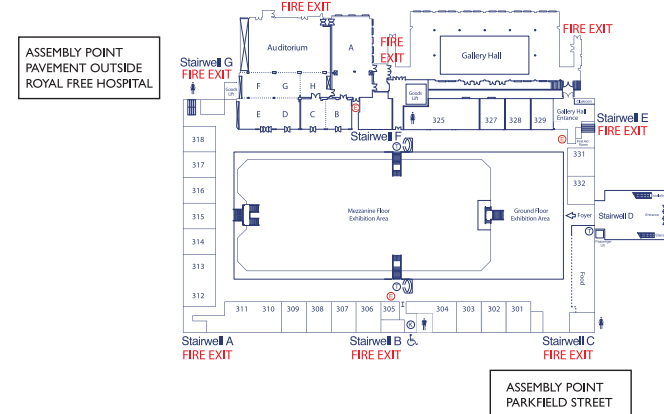 FIRE EXIT
FIRE EXIT
ASSEMBLY POINT
PAVEMENT OUTSIDE
ROYAL FREE HOSPITAL
Auditorium
A
FIRE
EXIT
Gallery Hall
Stairwell G
FIRE EXIT
Goods
Lift
F
G
H
Goods
Lift
E
D
C
B
325
327
328
329
Gallery Hall
Entrance
Stairwell E
FIRE EXIT
Stairwell F
318
317
316
315
314
313
312
331
332
Mezzanine Floor
Exhibition Area
Ground Floor
Exhibition Area
Foyer
Stairwell D
Entrance
Passenger
Lift
T
T
T
Food
311
310
309
308
307
306
305
304
303
302
301
K
Stairwell A
FIRE EXIT
Stairwell B
FIRE EXIT
Stairwell C
FIRE EXIT
ASSEMBLY POINT
PARKFIELD STREET